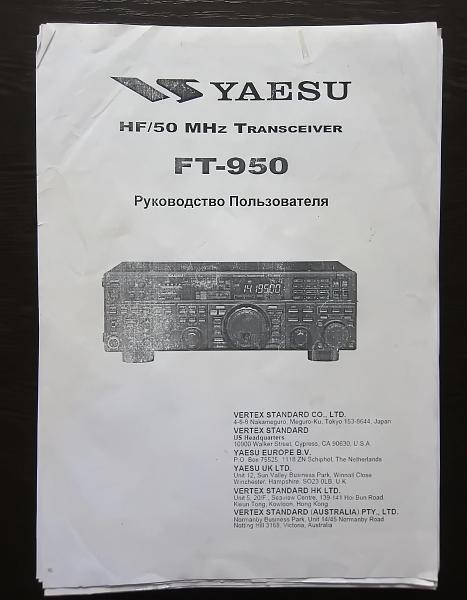 YAESU
HF/50 MHz TRANSCEIVER
FT-950
Руководство Пользователя
14.195.00
VERTEX STANDARD CO., LTD.
4-8-8 Nakameguro, Meguro-Ku, Tokyo 153-8644, Japan
VERTEX STANDARD
US Headquarters
10900 Walker Street, Cypress, CA 90630, U.S.A.
YAESU EUROPE B.V.
P.O. Box 75525, 1118 ZN Schiphol, The Netherlands
YAESU UK LTD.
Unit 12, Sun Valley Business Park, Winnall Close
Winchester, Hampshire, SO23 0LB, U.K.
VERTEX STANDARD HK LTD.
Unit 5, 20/F., Seaview Centre, 139-141 Hoi Bun Road,
Kwun Tong, Kowloon, Hong Kong
VERTEX STANDARD (AUSTRALIA) PTY., LTD.
Normanby Business Park, Unit 14/45 Normanby Road
Notting Hill 3168, Victoria, Australia